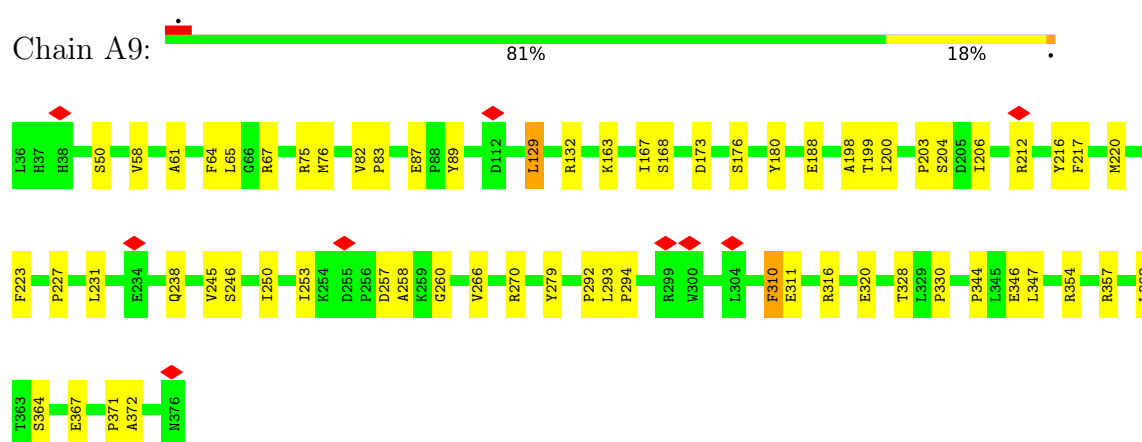 Chain A9:
81%
18%
L36 H37 H38 S50 V58 A61 F64 L65 G66 R67 R75 M76 V82 P83 E87 P88 Y89 D112 L129 R132 K163 I167 S168 D173 S176 Y180 E188 A198 T199 I200 P203 S204 D205 I206 R212 Y216 F217 M220
F223 P227 L231 E234 Q238 V245 S246 I250 I253 K254 D255 P256 D257 A258 K259 G260 V266 R270 Y279 P292 L293 P294 R299 W300 L304 F310 E311 R316 E320 T328 L329 P330 P344 L345 E346 L347 R354 R357
T363 S364 E367 P371 A372 N376